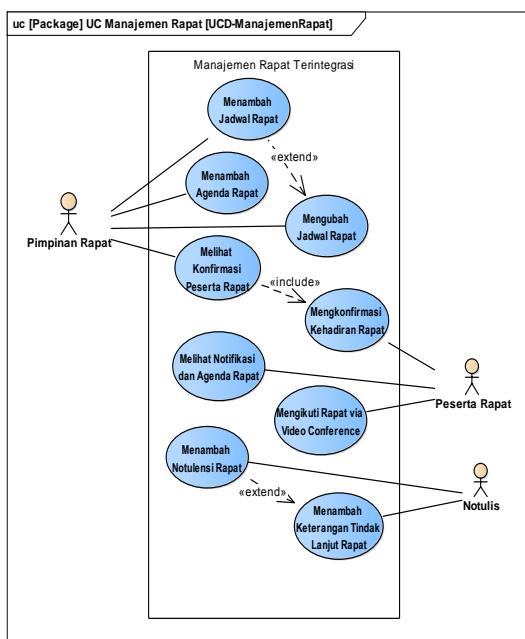 uc [Package] UC Manajemen Rapat [UCD-ManajemenRapat]
Manajemen Rapat Terintegrasi
Menambah
Jadwal Rapat
«extend»
Menambah
Agenda Rapat
Mengubah
Jadwal Rapat
Pimpinan Rapat
Melihat
Konfirmasi
Peserta Rapat
«include»
Mengkonfirmasi
Kehadiran Rapat
Melihat Notifikasi
dan Agenda Rapat
Peserta Rapat
Mengikuti Rapat via
Video Conference
Menambah
Notulensi Rapat
«extend»
Notulis
Menambah
Keterangan Tindak
Lanjut Rapat